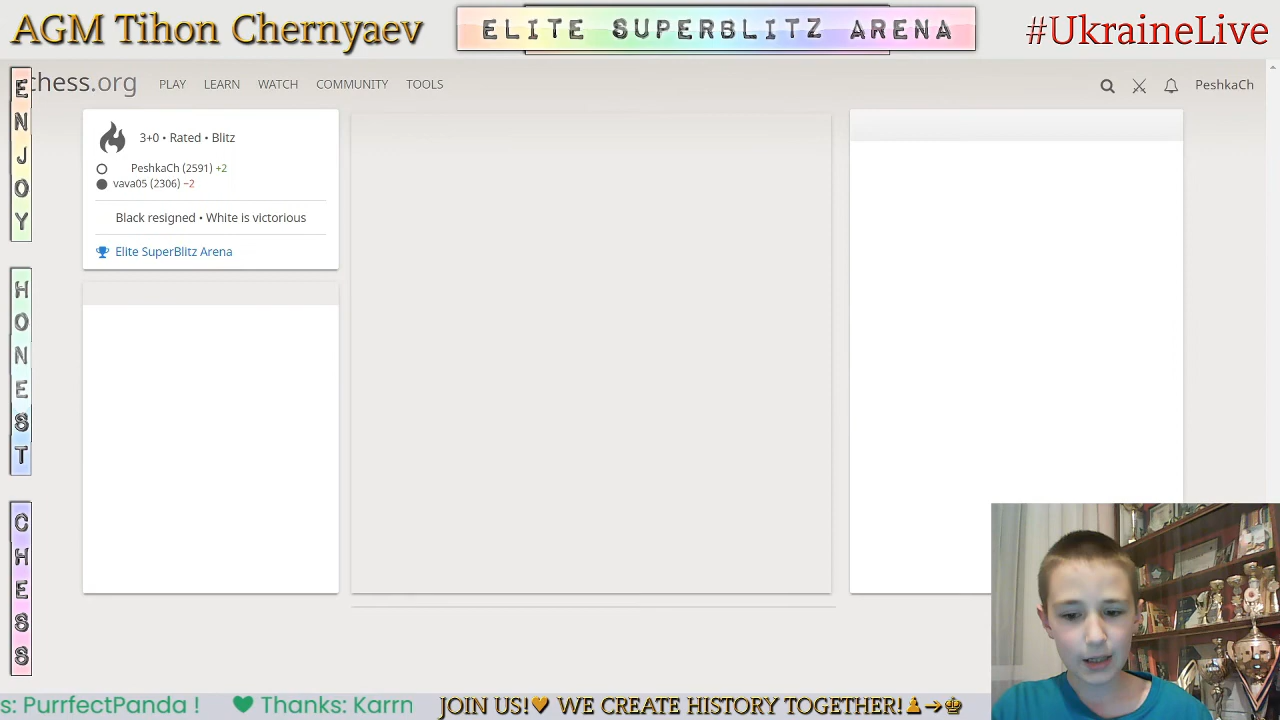 AGM Tihon Chernyaev
ELITE SUPERBLITZ ARENA
#UkraineLive
chess.org
PLAY LEARN WATCH COMMUNITY TOOLS
PeshkaCh
3+0 • Rated • Blitz
PeshkaCh (2591) +2
vava05 (2306) −2
Black resigned • White is victorious
Elite SuperBlitz Arena
ENJOY
HONEST
CHESS
s: PurrfectPanda ! 💚 Thanks: Karrn
JOIN US!🧡 WE CREATE HISTORY TOGETHER!♟→♚